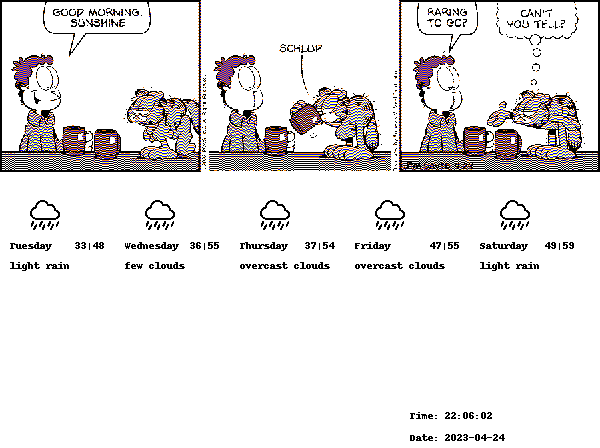 GOOD MORNING,
SUNSHINE
SCHLUP
RARING
TO GO?
CAN'T
YOU TELL?
Tuesday 33|48
light rain
Wednesday 36|55
few clouds
Thursday 37|54
overcast clouds
Friday 47|55
overcast clouds
Saturday 49|59
light rain
Time: 22:06:02
Date: 2023-04-24